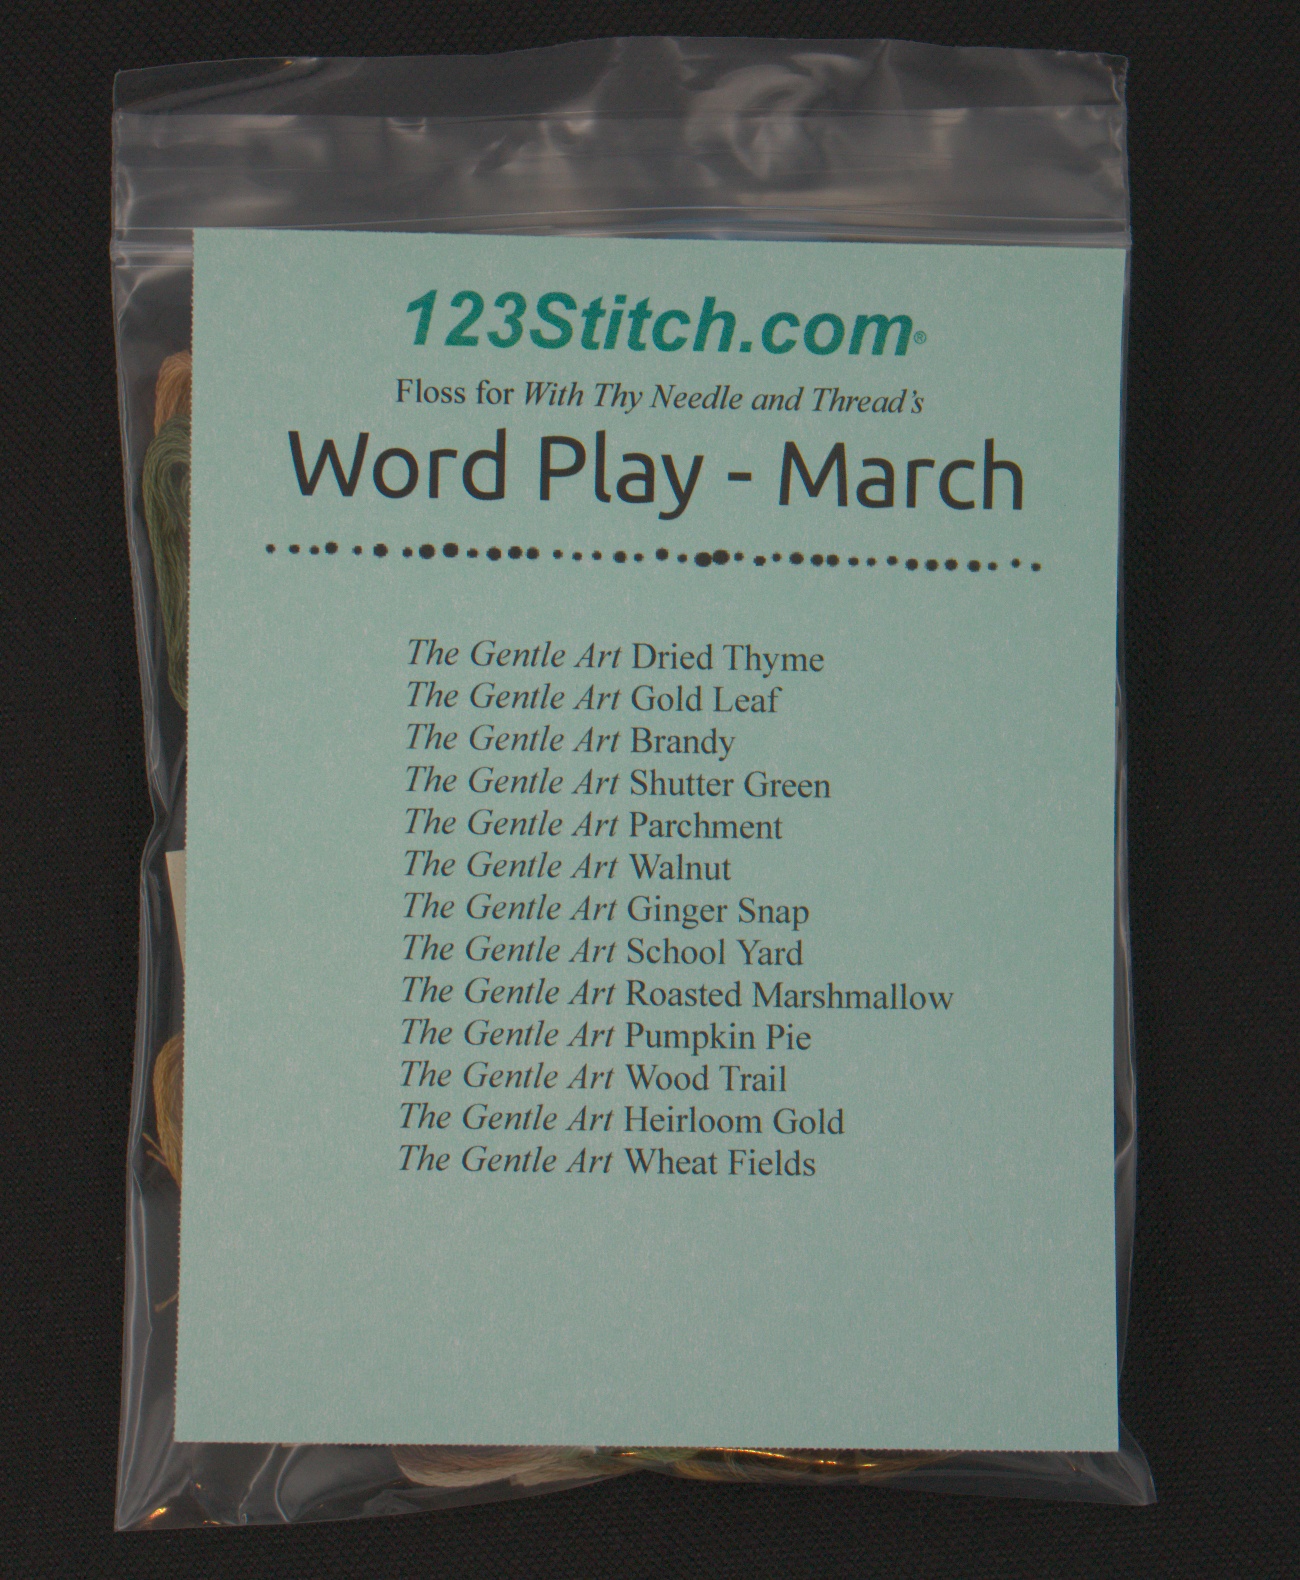 123Stitch.com®
Floss for With Thy Needle and Thread's
Word Play - March
The Gentle Art Dried Thyme
The Gentle Art Gold Leaf
The Gentle Art Brandy
The Gentle Art Shutter Green
The Gentle Art Parchment
The Gentle Art Walnut
The Gentle Art Ginger Snap
The Gentle Art School Yard
The Gentle Art Roasted Marshmallow
The Gentle Art Pumpkin Pie
The Gentle Art Wood Trail
The Gentle Art Heirloom Gold
The Gentle Art Wheat Fields